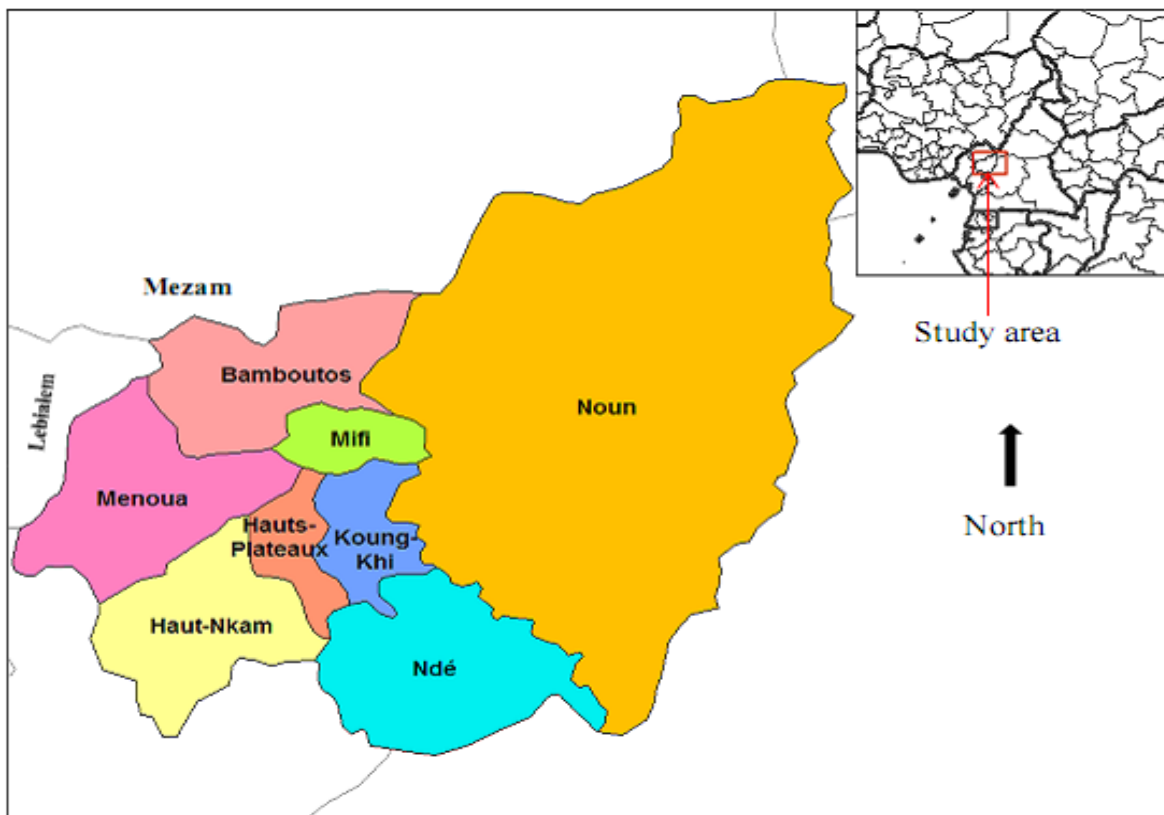 Mezam
Study area
Bamboutos
Lebialem
Noun
Mifi
Menoua
North
Hauts-
Plateaux
Koung-
Khi
Haut-Nkam
Ndé